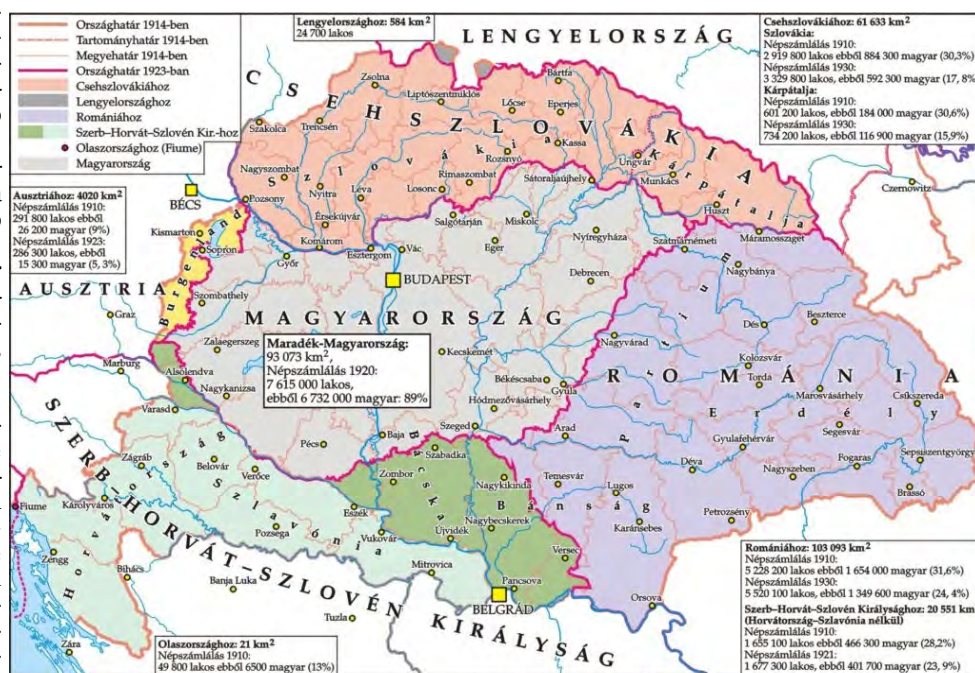 Országhatár 1914-ben
Tartományhatár 1914-ben
Megyehatár 1914-ben
Országhatár 1923-ban
Csehszlovákiához
Lengyelországhoz
Romániához
Szerb–Horvát–Szlovén Kir.-hoz
Olaszországhoz (Fiume)
Magyarország
Lengyelországhoz: 584 km²
24 700 lakos
Csehszlovákiához: 61 633 km²
Szlovákia:
Népszámlálás 1910:
2 919 800 lakos ebből 884 300 magyar (30,3%)
Népszámlálás 1930:
3 329 800 lakos, ebből 592 300 magyar (17, 8%
Kárpátalja:
Népszámlálás 1910:
601 200 lakos, ebből 184 000 magyar (30,6%)
Népszámlálás 1930:
734 200 lakos, ebből 116 900 magyar (15,9%)
Ausztriához: 4020 km²
Népszámlálás 1910:
291 800 lakos ebből
26 200 magyar (9%)
Népszámlálás 1923:
286 300 lakos, ebből
15 300 magyar (5, 3%)
Maradék-Magyarország:
93 073 km²,
Népszámlálás 1920:
7 615 000 lakos,
ebből 6 732 000 magyar: 89%
Romániához: 103 093 km²
Népszámlálás 1910:
5 228 200 lakos ebből 1 654 000 magyar (31,6%)
Népszámlálás 1930:
5 520 100 lakos, ebből 1 349 600 magyar (24, 4%)
Szerb-Horvát-Szlovén Királysághoz: 20 551 km
(Horvátország–Szlavónia nélkül)
Népszámlálás 1910:
1 655 100 lakos ebből 466 300 magyar (28,2%)
Népszámlálás 1921:
1 677 300 lakos, ebből 401 700 magyar (23, 9%)
Olaszországhoz: 21 km²
Népszámlálás 1910:
49 800 lakos ebből 6500 magyar (13%)
LENGYELORSZÁG
CSEHSZLOVÁKIA
Szlovákia
Kárpátalja
AUSZTRIA
Burgenland
MAGYARORSZÁG
ROMÁNIA
Partium
Erdély
Bánság
Bácska
Horvátország
Szlavónia
SZERB-HORVÁT-SZLOVÉN KIRÁLYSÁG
Zsolna
Bártfa
Liptószentmiklós
Lőcse
Eperjes
Szakolca
Trencsén
Kassa
Rozsnyó
Ungvár
Nagyszombat
Rimaszombat
Sátoraljaújhely
Munkács
Czernowitz
BÉCS
Pozsony
Nyitra
Léva
Losonc
Huszt
Kismarton
Érsekújvár
Salgótarján
Miskolc
Máramossziget
Sopron
Komárom
Esztergom
Vác
Eger
Nyíregyháza
Szatmárnémeti
Győr
Nagybánya
BUDAPEST
Debrecen
Szombathely
Graz
Dés
Beszterce
Zalaegerszeg
Kecskemét
Nagyvárad
Kolozsvár
Marburg
Alsólendva
Nagykanizsa
Békéscsaba
Gyula
Torda
Marosvásárhely
Csíkszereda
Varasd
Hódmezővásárhely
Szeged
Arad
Segesvár
Pécs
Baja
Szabadka
Gyulafehérvár
Zágráb
Belovár
Verőce
Zombor
Nagykikinda
Temesvár
Déva
Nagyszeben
Fogaras
Sepsiszentgyörgy
Károlyváros
Lugos
Brassó
Fiume
Eszék
Nagybecskerek
Karánsebes
Petrozsény
Pozsega
Vukovár
Újvidék
Zengg
Versec
Bihács
Mitrovica
Pancsova
Banja Luka
BELGRÁD
Orsova
Tuzla
Zára